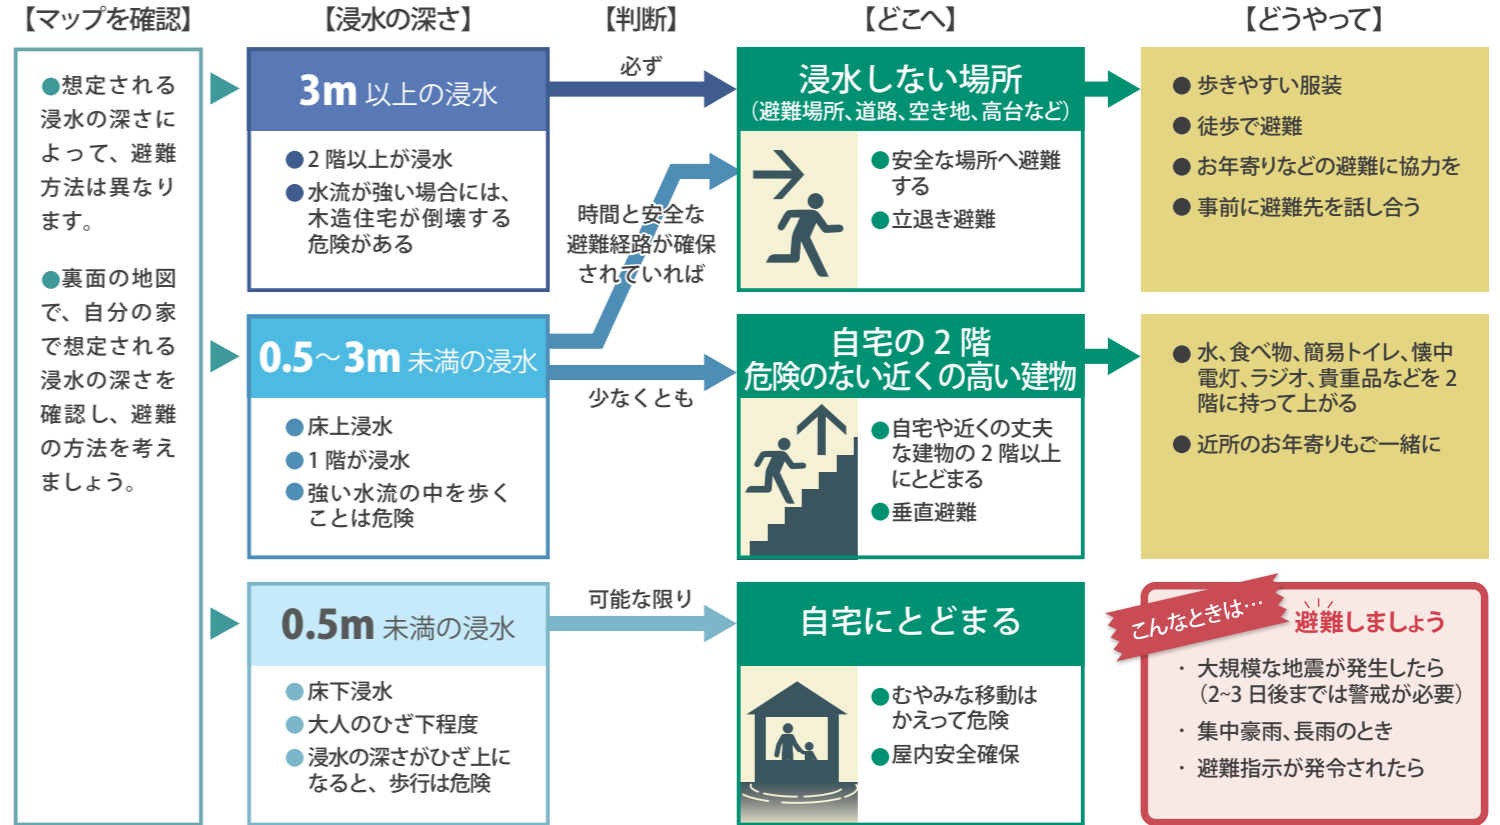 【マップを確認】
【浸水の深さ】
【判断】
【どこへ】
【どうやって】
●想定される
浸水の深さに
よって、避難
方法は異なり
ます。
●裏面の地図
で、自分の家
で想定される
浸水の深さを
確認し、避難
の方法を考え
ましょう。
3m 以上の浸水
●2 階以上が浸水
●水流が強い場合には、
木造住宅が倒壊する
危険がある
必ず
浸水しない場所
（避難場所、道路、空き地、高台など）
●安全な場所へ避難
する
●立退き避難
● 歩きやすい服装
● 徒歩で避難
● お年寄りなどの避難に協力を
● 事前に避難先を話し合う
時間と安全な
避難経路が確保
されていれば
0.5～3m 未満の浸水
●床上浸水
●1 階が浸水
●強い水流の中を歩く
ことは危険
少なくとも
自宅の 2 階
危険のない近くの高い建物
●自宅や近くの丈夫
な建物の 2 階以上
にとどまる
●垂直避難
● 水、食べ物、簡易トイレ、懐中
電灯、ラジオ、貴重品などを 2
階に持って上がる
● 近所のお年寄りもご一緒に
0.5m 未満の浸水
●床下浸水
●大人のひざ下程度
●浸水の深さがひざ上に
なると、歩行は危険
可能な限り
自宅にとどまる
●むやみな移動は
かえって危険
●屋内安全確保
こんなときは…
避難しましょう
・ 大規模な地震が発生したら
（2~3 日後までは警戒が必要）
・ 集中豪雨、長雨のとき
・ 避難指示が発令されたら